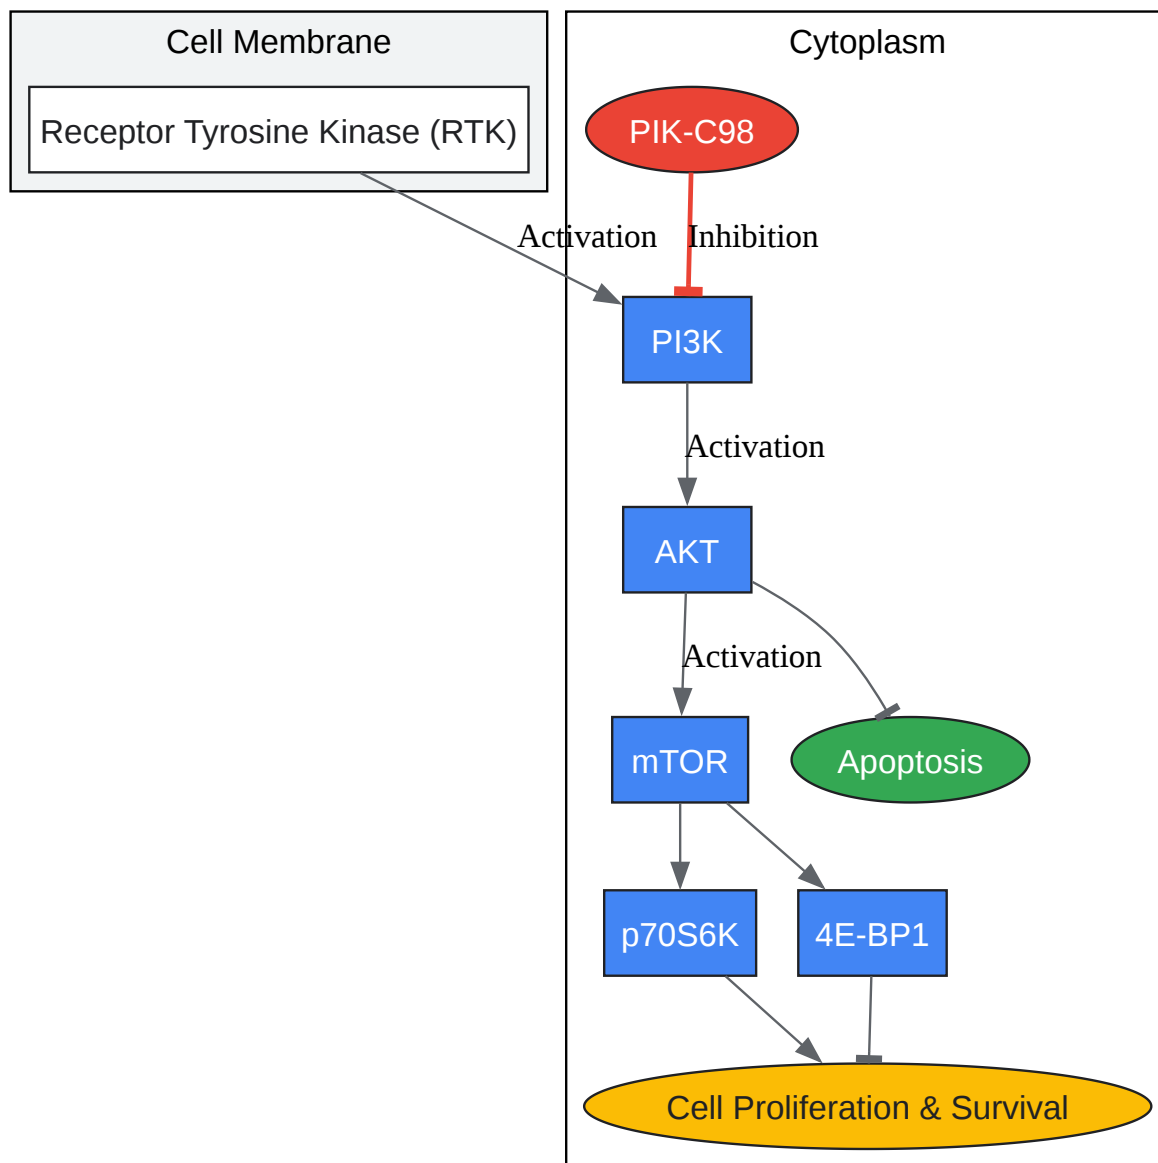 Cell Membrane
Cytoplasm
Receptor Tyrosine Kinase (RTK)
PIK-C98
Activation
Inhibition
PI3K
Activation
AKT
Activation
mTOR
Apoptosis
p70S6K
4E-BP1
Cell Proliferation & Survival